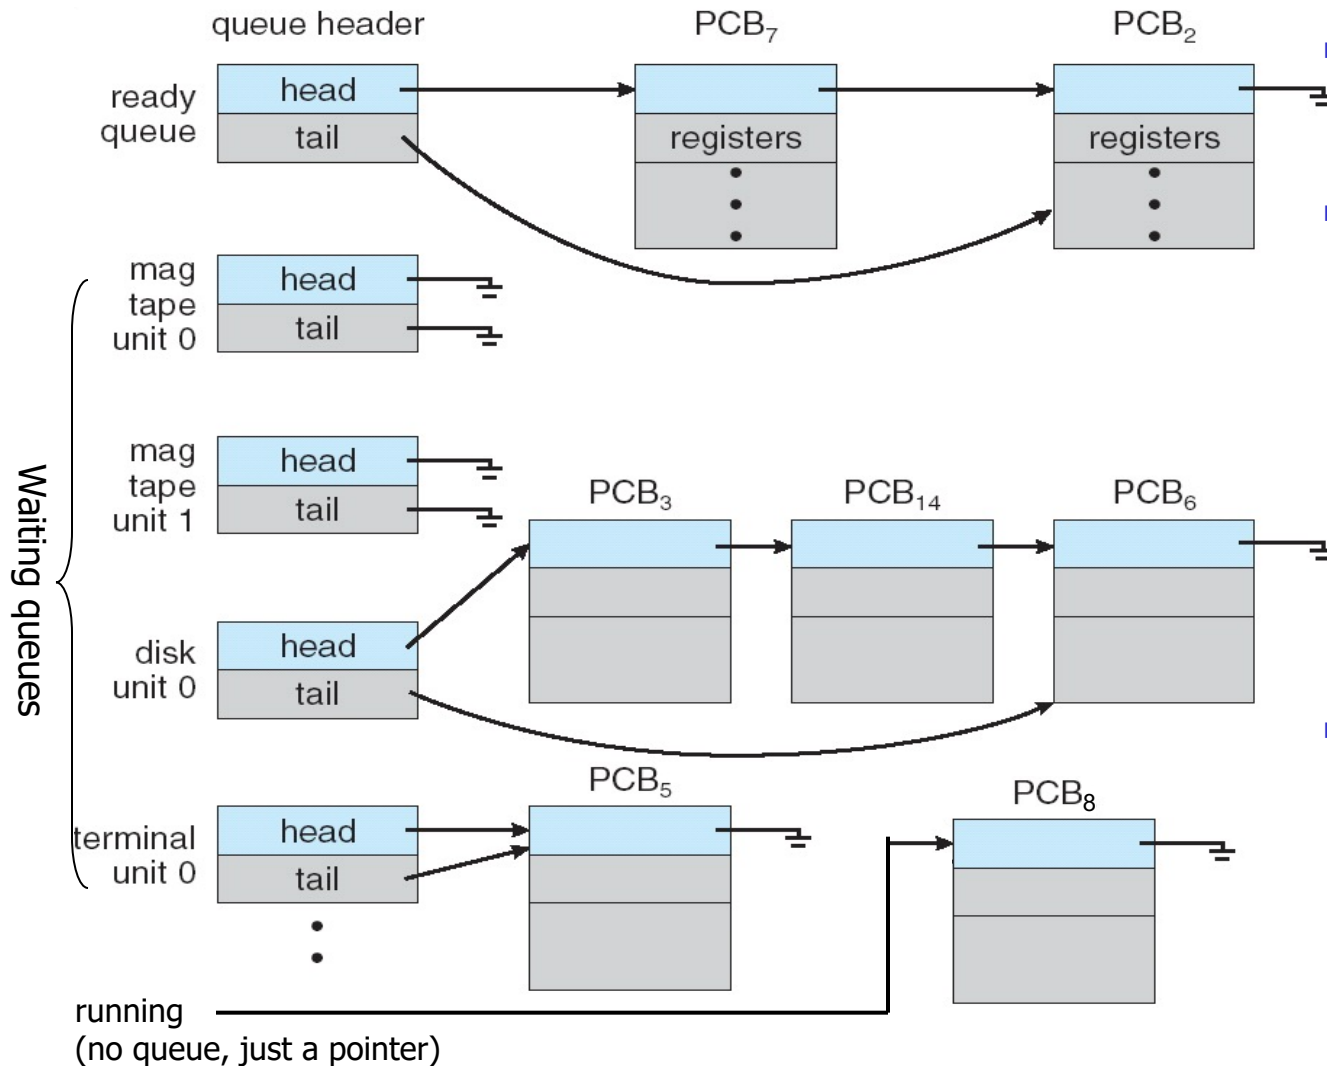 queue header
PCB₇
PCB₂
ready
queue
head
tail
registers
registers
mag
tape
unit 0
head
tail
mag
tape
unit 1
head
tail
PCB₃
PCB₁₄
PCB₆
Waiting queues
disk
unit 0
head
tail
PCB₅
PCB₈
terminal
unit 0
head
tail
running
(no queue, just a pointer)